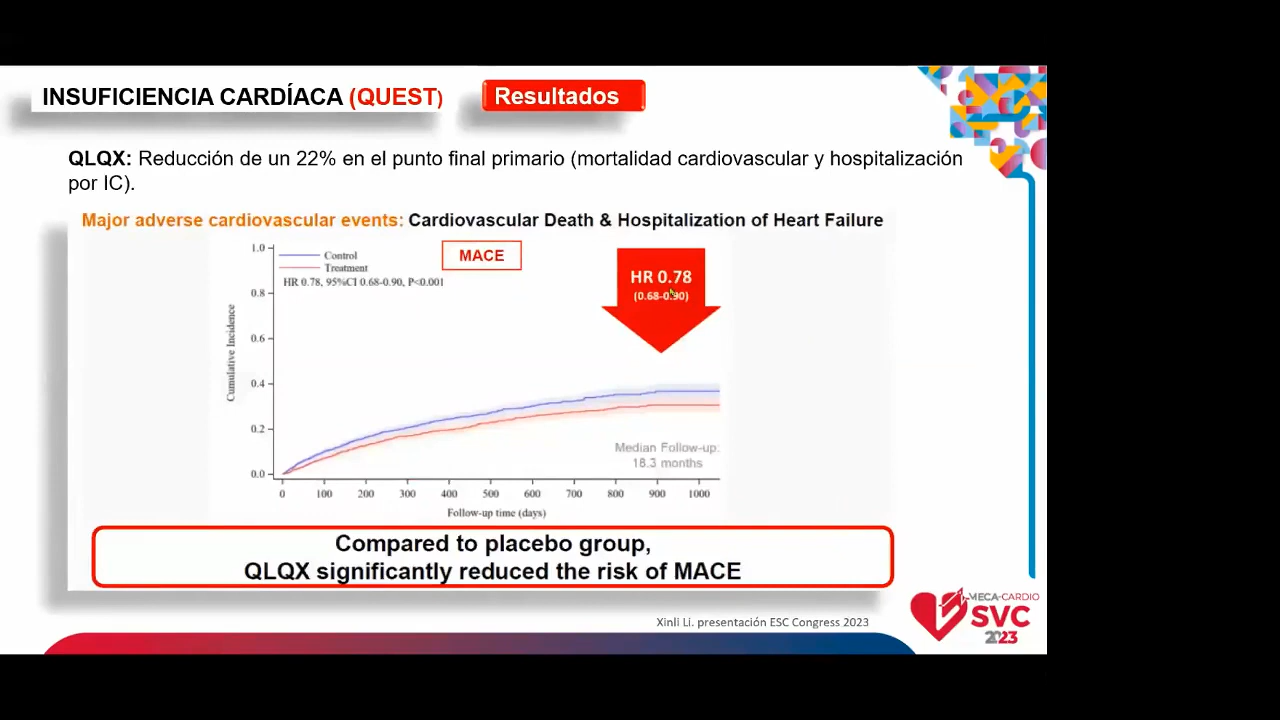 INSUFICIENCIA CARDÍACA (QUEST)
Resultados
QLQX: Reducción de un 22% en el punto final primario (mortalidad cardiovascular y hospitalización
por IC).
Major adverse cardiovascular events: Cardiovascular Death & Hospitalization of Heart Failure
MACE
Control
Treatment
HR 0.78, 95%CI 0.68-0.90, P<0.001
HR 0.78
(0.68-0.90)
Cumulative Incidence
1.0
0.8
0.6
0.4
0.2
0.0
Median Follow-up:
18.3 months
0 100 200 300 400 500 600 700 800 900 1000
Follow-up time (days)
Compared to placebo group,
QLQX significantly reduced the risk of MACE
Xinli Li. presentación ESC Congress 2023
MECA-CARDIO
SVC
2023